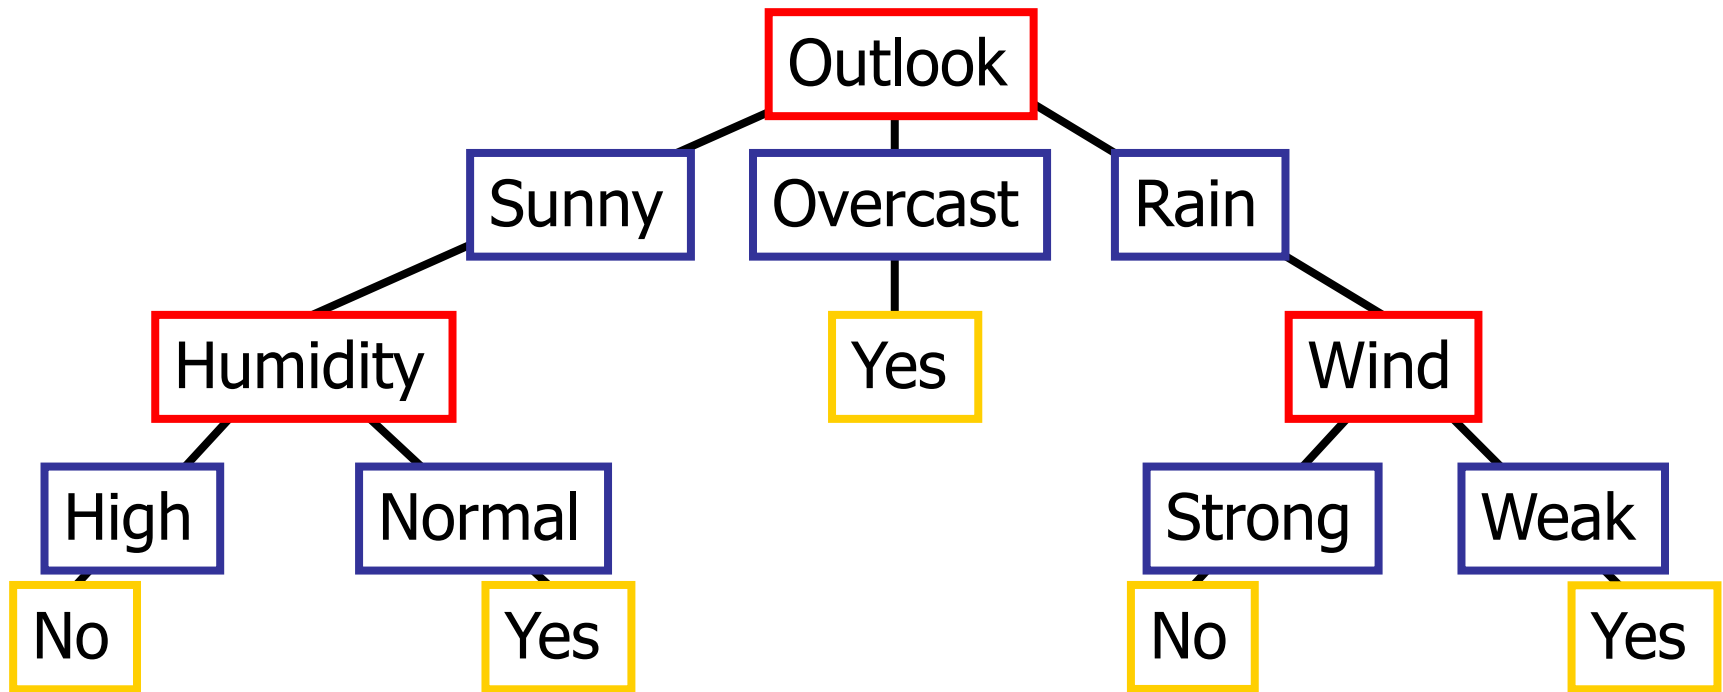 Outlook
Sunny
Overcast
Rain
Humidity
Yes
Wind
High
Normal
Strong
Weak
No
Yes
No
Yes